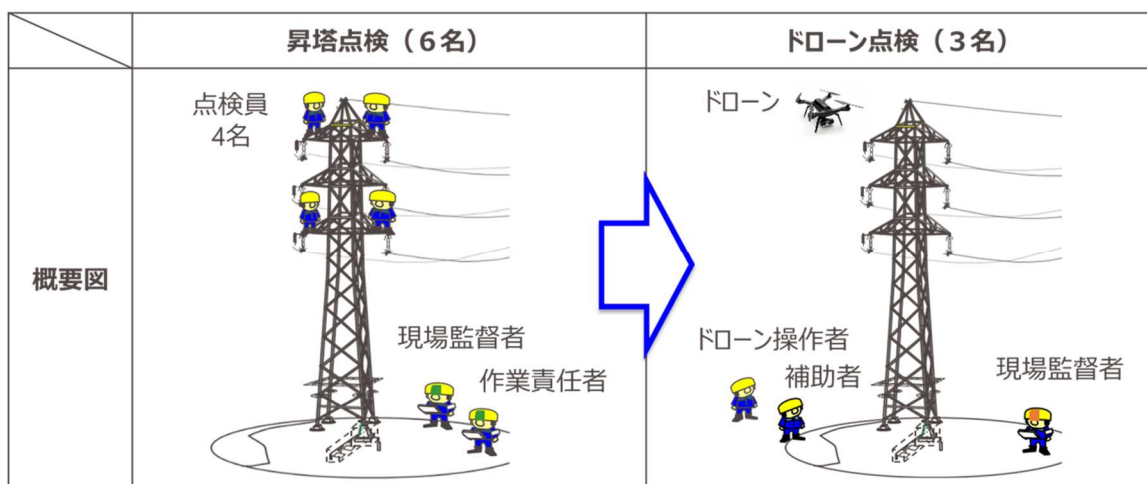 昇塔点検（６名）
ドローン点検（３名）
概要図
点検員
4名
現場監督者
作業責任者
ドローン
ドローン操作者
補助者
現場監督者